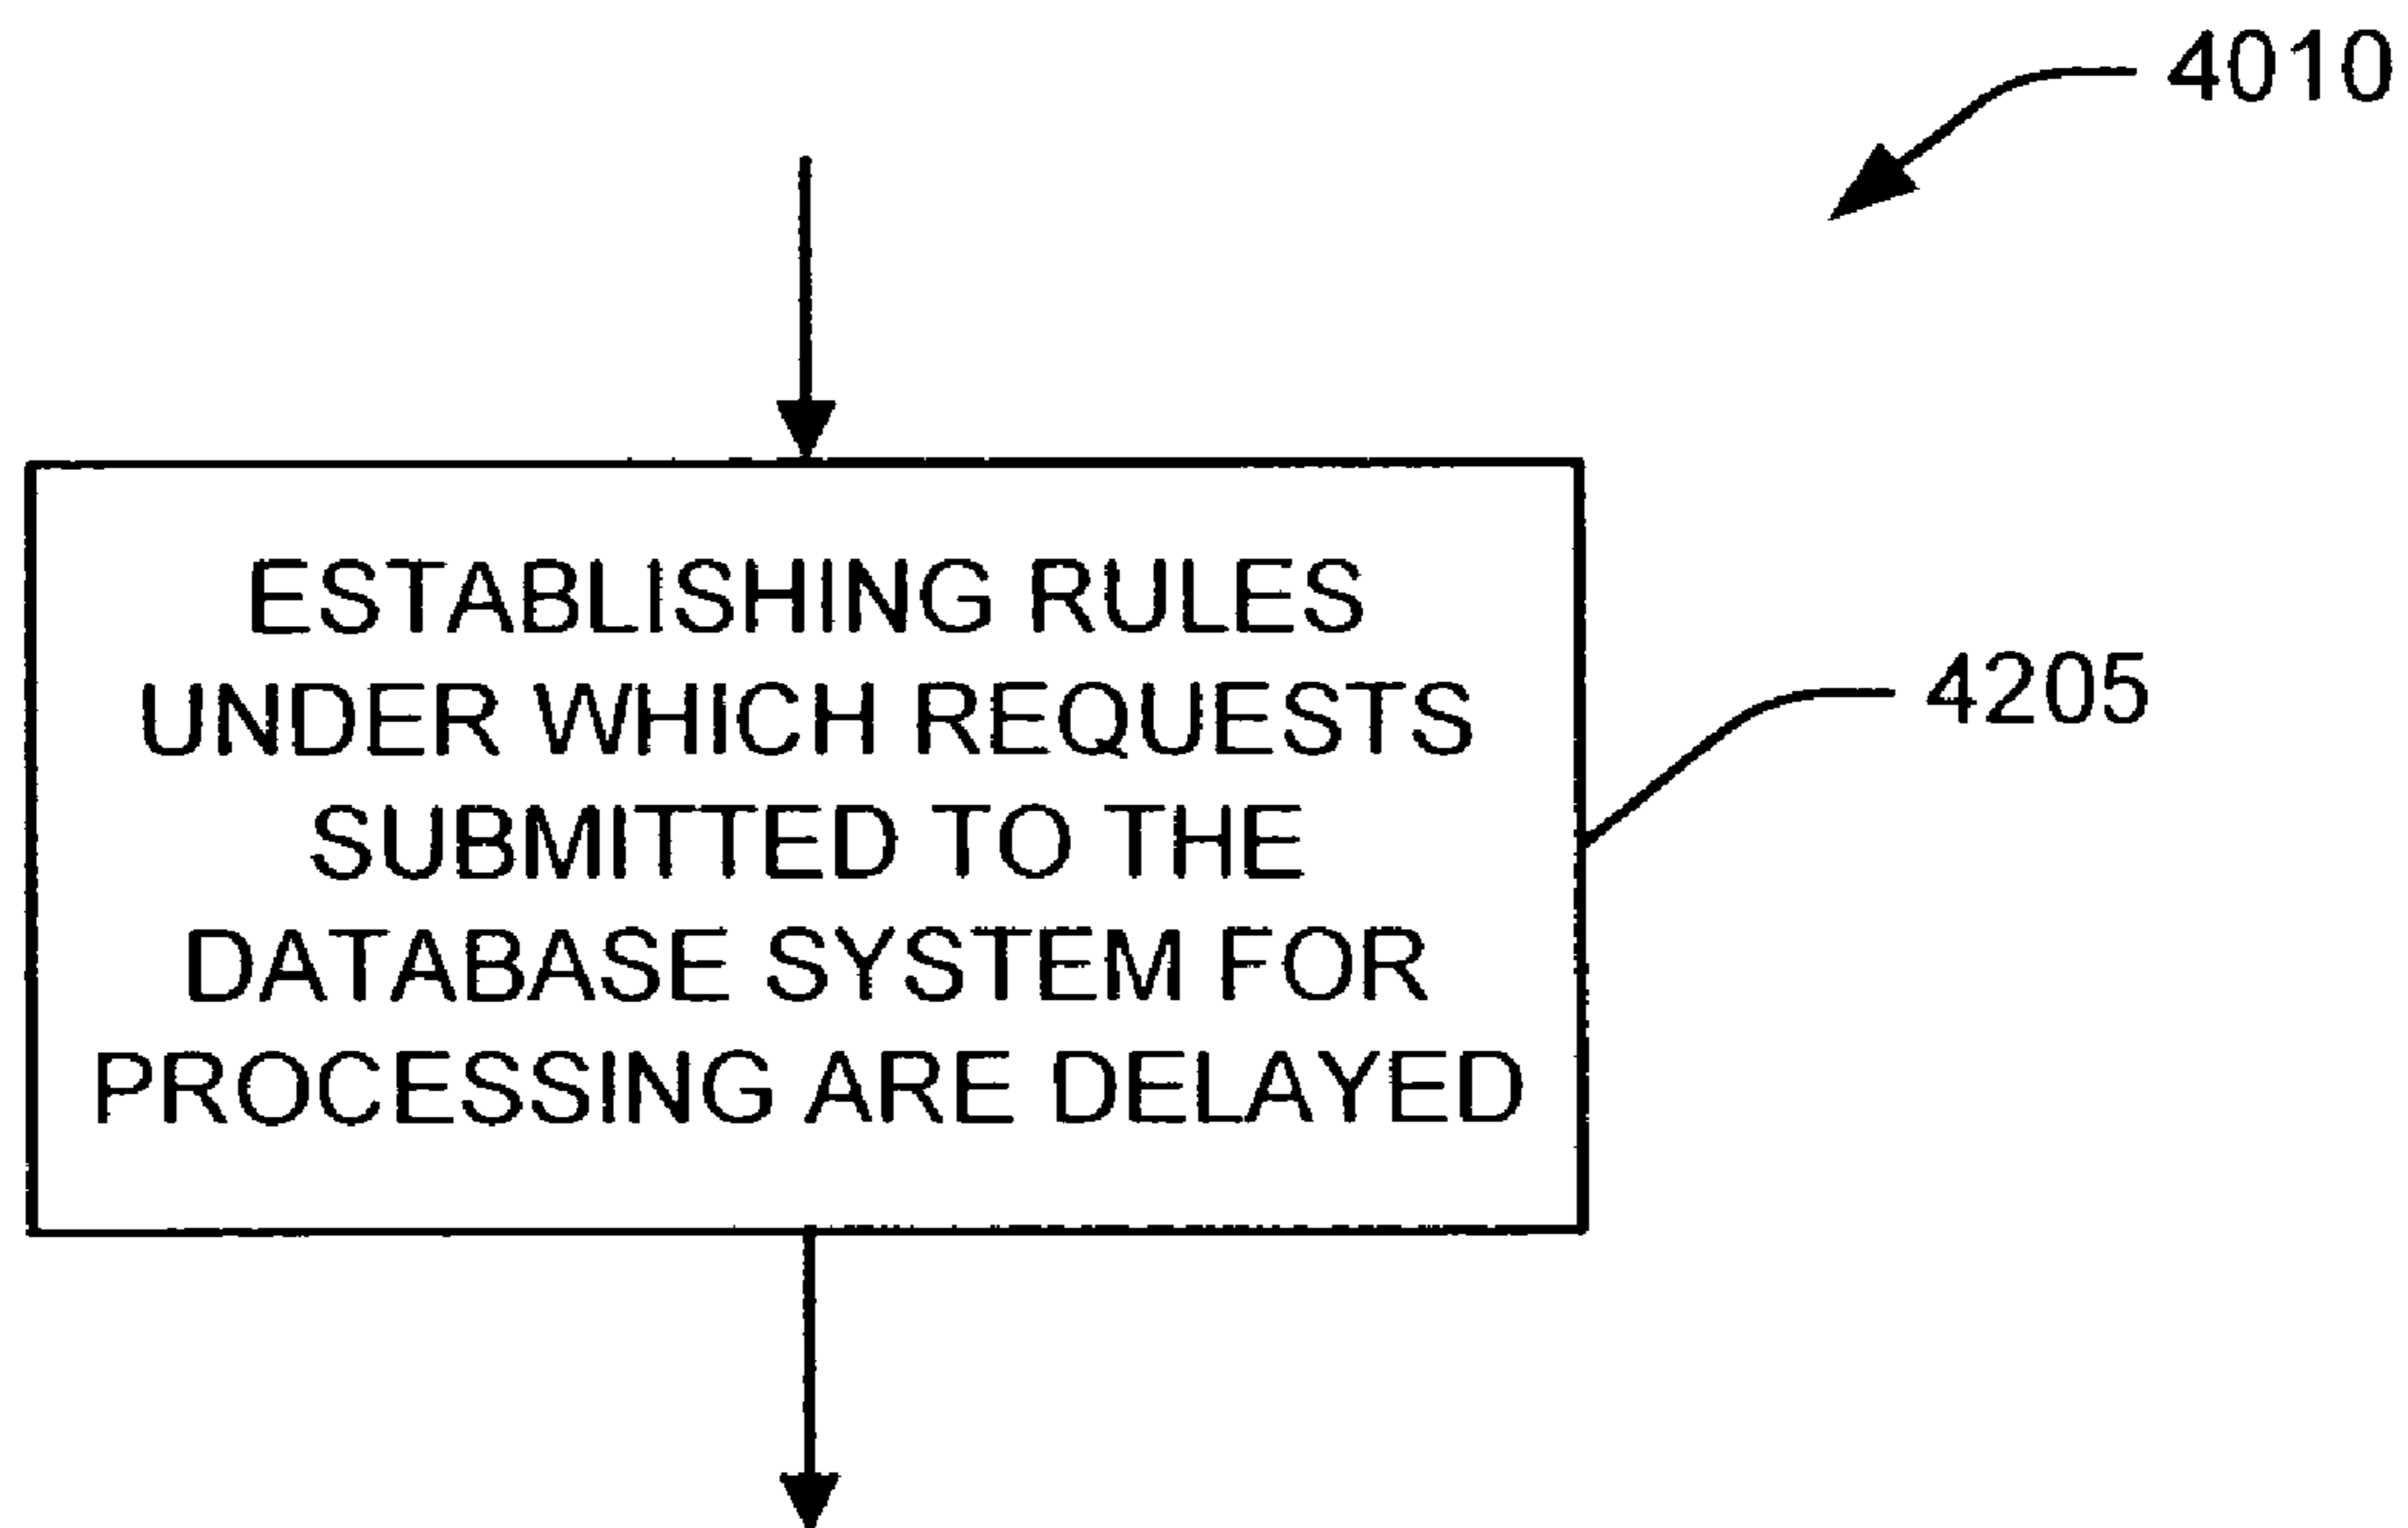 4010
ESTABLISHING RULES
UNDER WHICH REQUESTS
SUBMITTED TO THE
DATABASE SYSTEM FOR
PROCESSING ARE DELAYED
4205